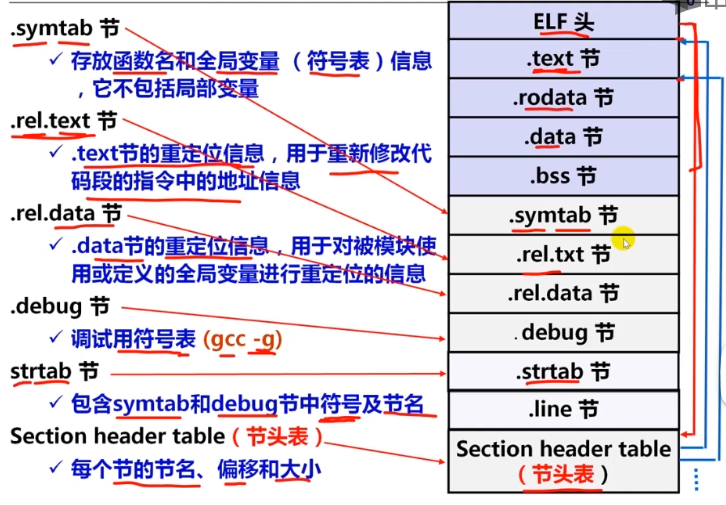 .symtab 节
✓ 存放函数名和全局变量 （符号表）信息
，它不包括局部变量
.rel.text 节
✓ .text节的重定位信息，用于重新修改代
码段的指令中的地址信息
.rel.data 节
✓ .data节的重定位信息，用于对被模块使
用或定义的全局变量进行重定位的信息
.debug 节
✓ 调试用符号表 (gcc -g)
strtab 节
✓ 包含symtab和debug节中符号及节名
Section header table（节头表）
✓ 每个节的节名、偏移和大小
ELF 头
.text 节
.rodata 节
.data 节
.bss 节
.symtab 节
.rel.txt 节
.rel.data 节
.debug 节
.strtab 节
.line 节
Section header table
（节头表）